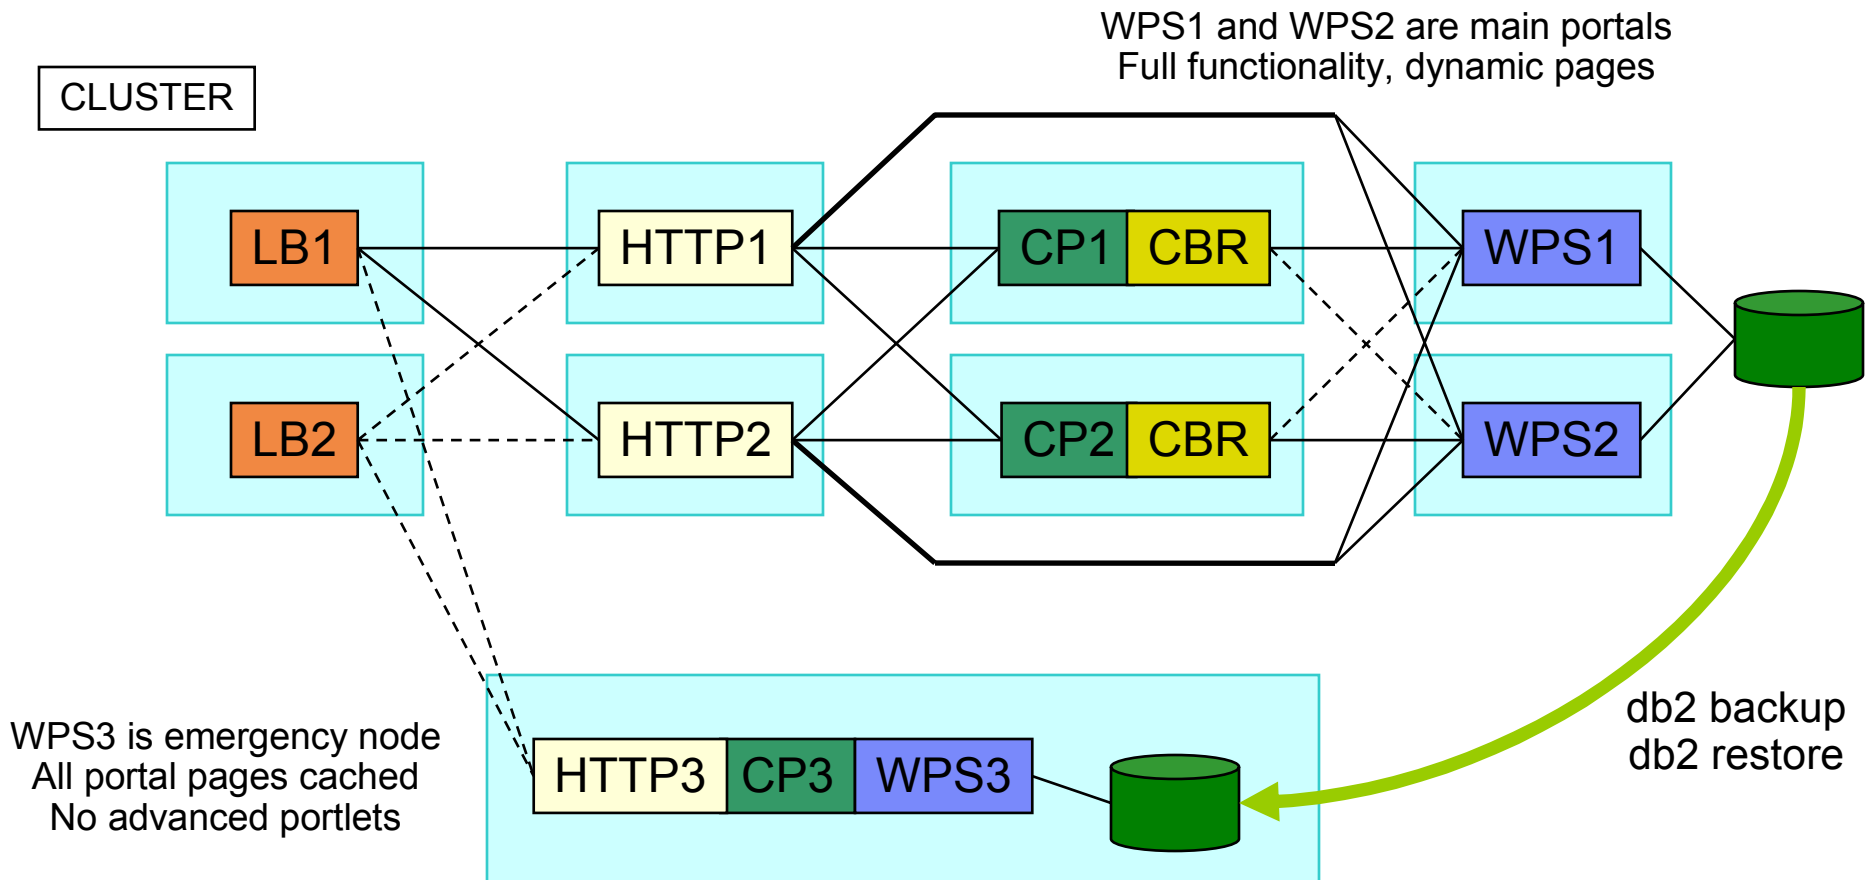 WPS1 and WPS2 are main portals
Full functionality, dynamic pages
CLUSTER
LB1
HTTP1
CP1
CBR
WPS1
LB2
HTTP2
CP2
CBR
WPS2
db2 backup
db2 restore
WPS3 is emergency node
All portal pages cached
No advanced portlets
HTTP3
CP3
WPS3